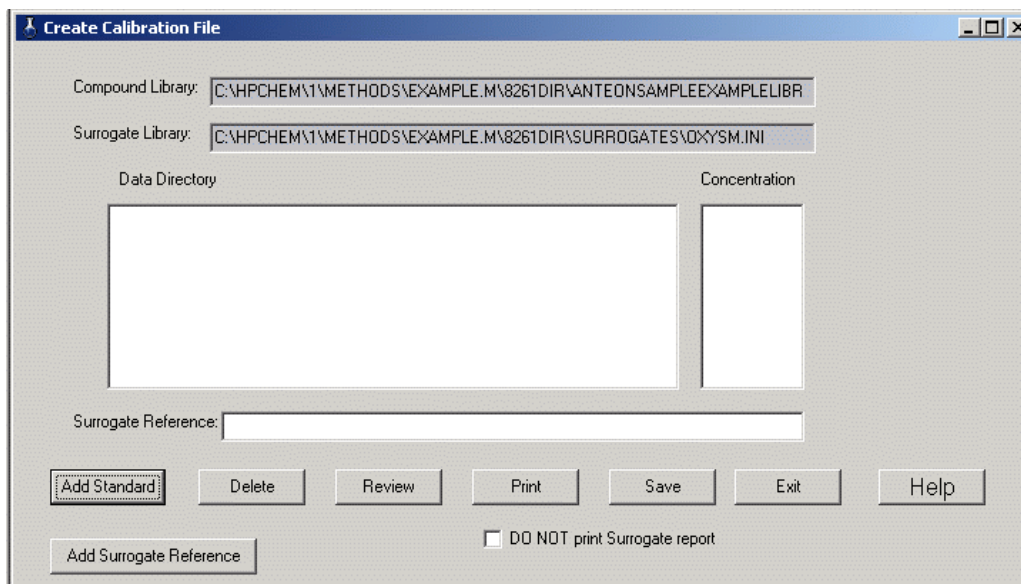 Create Calibration File
Compound Library: C:\HPCHEM\1\METHODS\EXAMPLE.M\8261DIR\ANTEONSAMPLEEXAMPLELIBR
Surrogate Library: C:\HPCHEM\1\METHODS\EXAMPLE.M\8261DIR\SURROGATES\OXYSM.INI
Data Directory Concentration
Surrogate Reference:
Add Standard Delete Review Print Save Exit Help
DO NOT print Surrogate report
Add Surrogate Reference